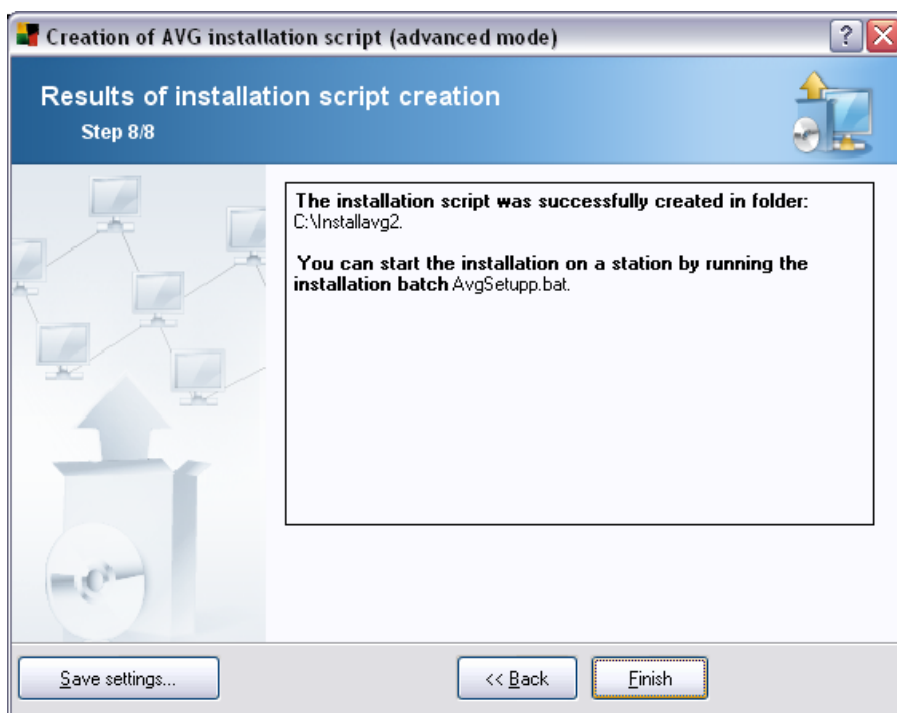 Creation of AVG installation script (advanced mode)
Results of installation script creation
Step 8/8
The installation script was successfully created in folder:
C:\Installavg2.
You can start the installation on a station by running the
installation batch AvgSetupp.bat.
Save settings...
<< Back
Finish